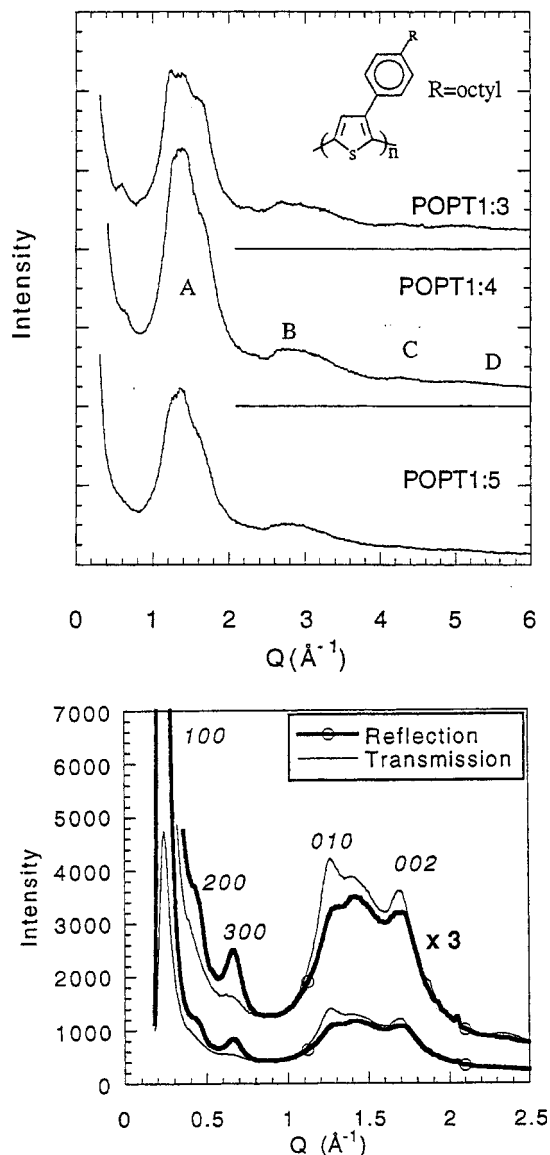 R
R=octyl
S
n
POPT1:3
POPT1:4
A
B
C
D
POPT1:5
Intensity
0 1 2 3 4 5 6
Q (Å⁻¹)
7000
6000
5000
4000
3000
2000
1000
0
Intensity
100
Reflection
Transmission
010
002
200
300
x 3
0 0.5 1 1.5 2 2.5
Q (Å⁻¹)